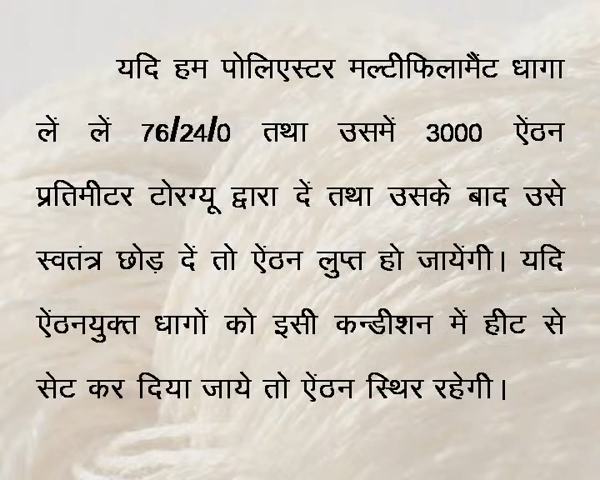 यदि हम पोलिएस्टर मल्टीफिलामैंट धागा
लें लें 76/24/0 तथा उसमें 3000 ऐंठन
प्रतिमीटर टोरग्यू द्वारा दें तथा उसके बाद उसे
स्वतंत्र छोड़ दें तो ऐंठन लुप्त हो जायेंगी। यदि
ऐंठनयुक्त धागों को इसी कन्डीशन में हीट से
सेट कर दिया जाये तो ऐंठन स्थिर रहेगी।